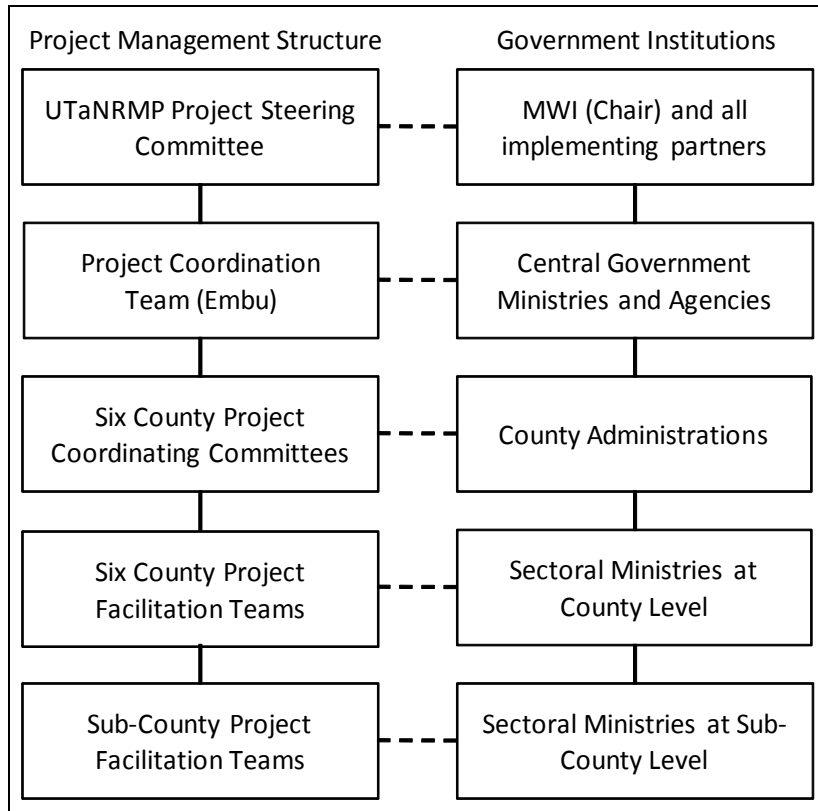 Project Management Structure
Government Institutions
UTaNRMP Project Steering
Committee
MWI (Chair) and all
implementing partners
Project Coordination
Team (Embu)
Central Government
Ministries and Agencies
Six County Project
Coordinating Committees
County Administrations
Six County Project
Facilitation Teams
Sectoral Ministries at
County Level
Sub-County Project
Facilitation Teams
Sectoral Ministries at Sub-
County Level